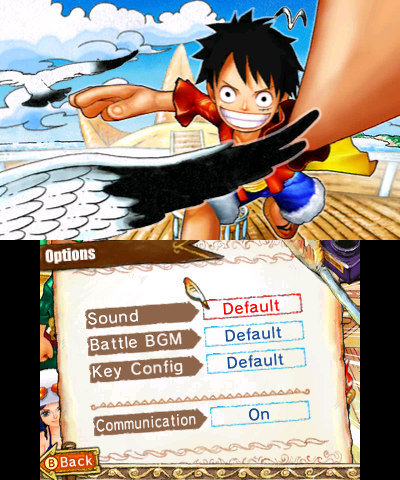 Options
Sound Default
Battle BGM Default
Key Config Default
Communication On
B Back